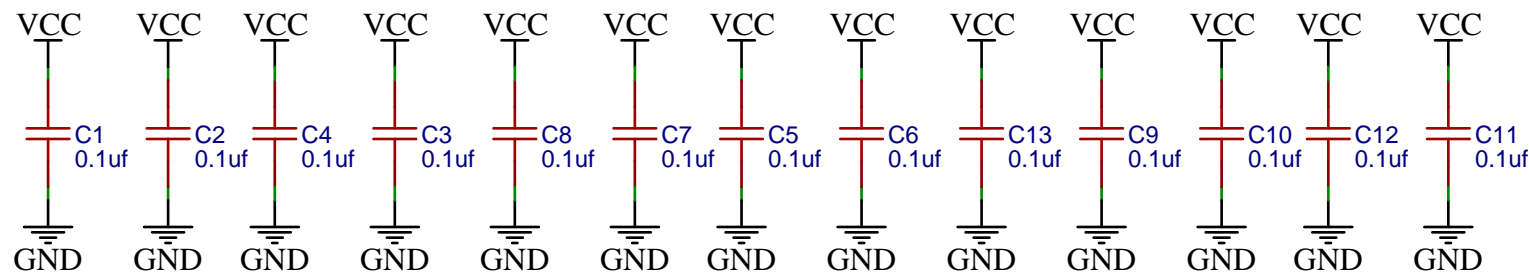 VCC VCC VCC VCC VCC VCC VCC VCC VCC VCC VCC VCC VCC
C1 C2 C4 C3 C8 C7 C5 C6 C13 C9 C10 C12 C11
0.1uf 0.1uf 0.1uf 0.1uf 0.1uf 0.1uf 0.1uf 0.1uf 0.1uf 0.1uf 0.1uf 0.1uf 0.1uf
GND GND GND GND GND GND GND GND GND GND GND GND GND